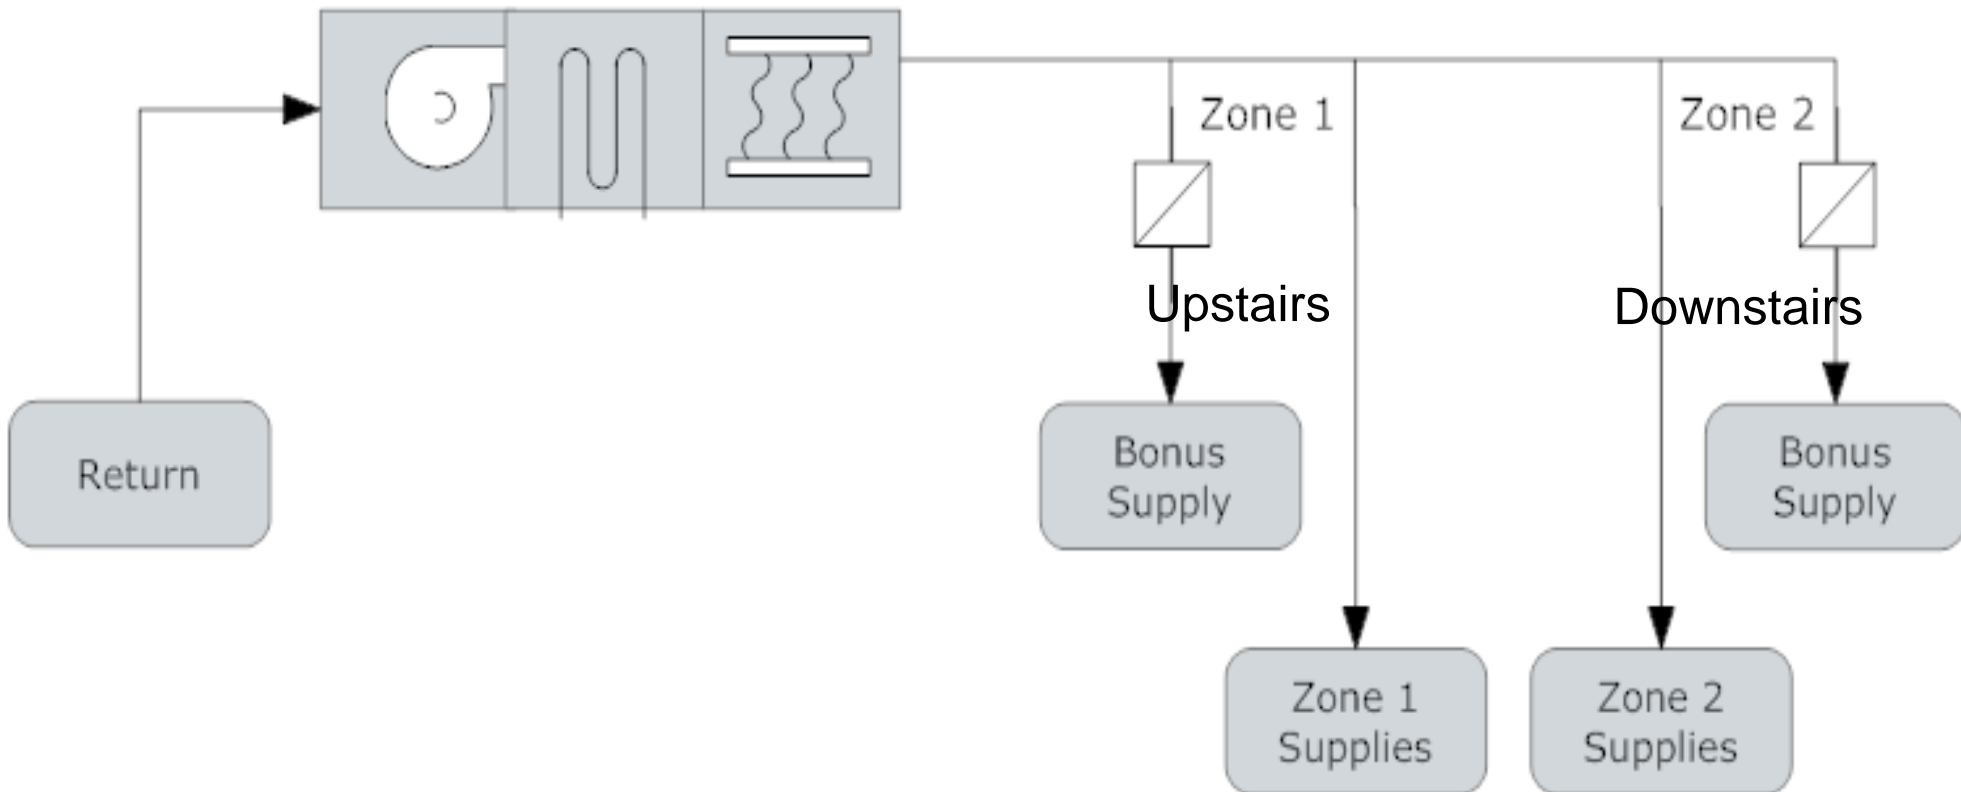 Zone 1
Zone 2
Upstairs
Downstairs
Return
Bonus
Supply
Bonus
Supply
Zone 1
Supplies
Zone 2
Supplies